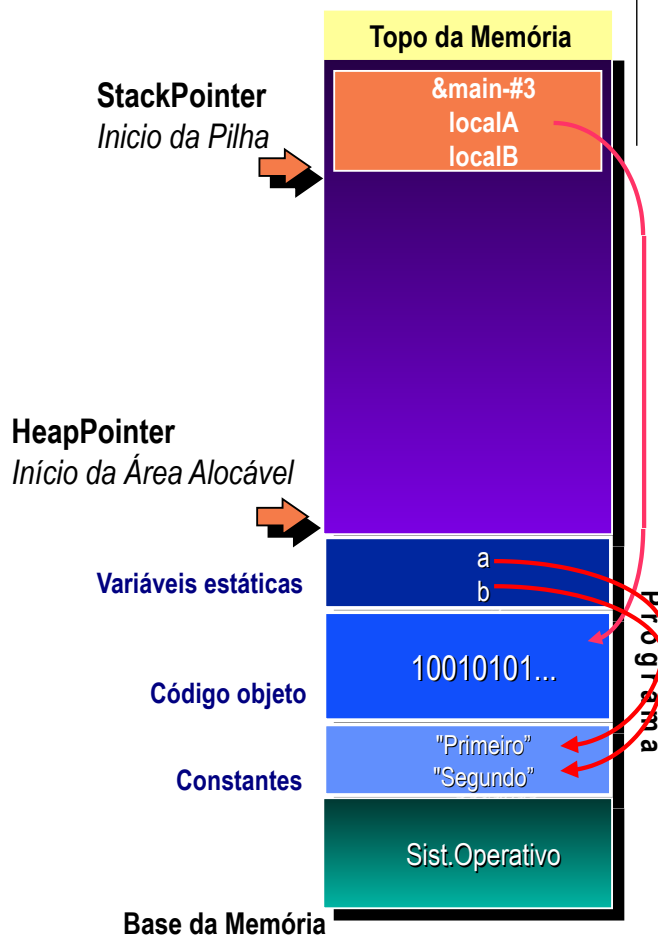 Topo da Memória
StackPointer
Inicio da Pilha
&main-#3
localA
localB
HeapPointer
Início da Área Alocável
Variáveis estáticas
a
b
Código objeto
10010101...
Constantes
"Primeiro”
"Segundo”
Programa
Sist.Operativo
Base da Memória